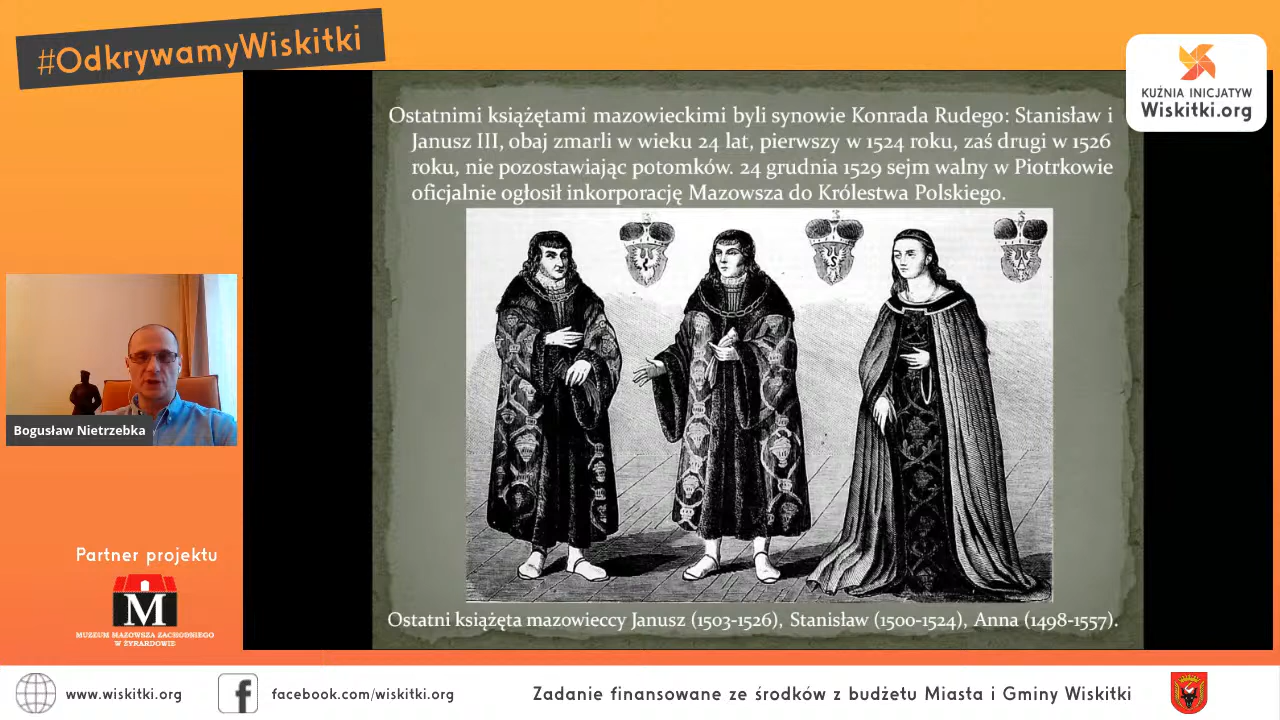 #OdkrywamyWiskitki
KUŹNIA INICJATYW
Wiskitki.org
Ostatnimi książętami mazowieckimi byli synowie Konrada Rudego: Stanisław i
Janusz III, obaj zmarli w wieku 24 lat, pierwszy w 1524 roku, zaś drugi w 1526
roku, nie pozostawiając potomków. 24 grudnia 1529 sejm walny w Piotrkowie
oficjalnie ogłosił inkorporację Mazowsza do Królestwa Polskiego.
Bogusław Nietrzebka
Partner projektu
M
MUZEUM MAZOWSZA ZACHODNIEGO
W ŻYRARDOWIE
Ostatni książęta mazowieccy Janusz (1503-1526), Stanisław (1500-1524), Anna (1498-1557).
www.wiskitki.org
facebook.com/wiskitki.org
Zadanie finansowane ze środków z budżetu Miasta i Gminy Wiskitki